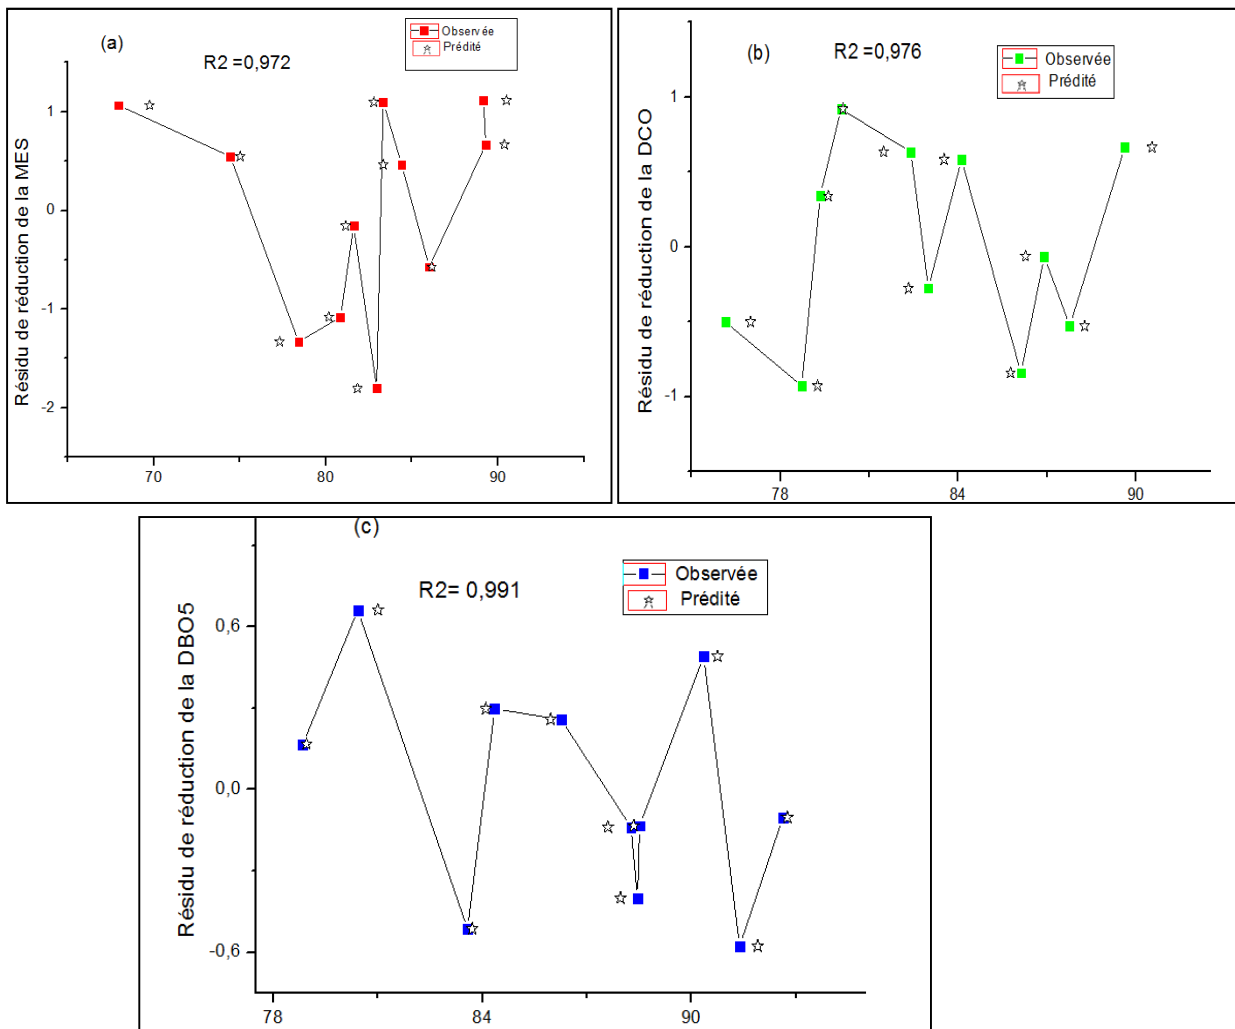 (a)
R2 =0,972
Observée
Prédité
Résidu de réduction de la MES
1
0
-1
-2
70
80
90
(b)
R2 =0,976
Observée
Prédité
Résidu de réduction de la DCO
1
0
-1
78
84
90
(c)
R2= 0,991
Observée
Prédité
Résidu de réduction de la DBO5
0,6
0,0
-0,6
78
84
90